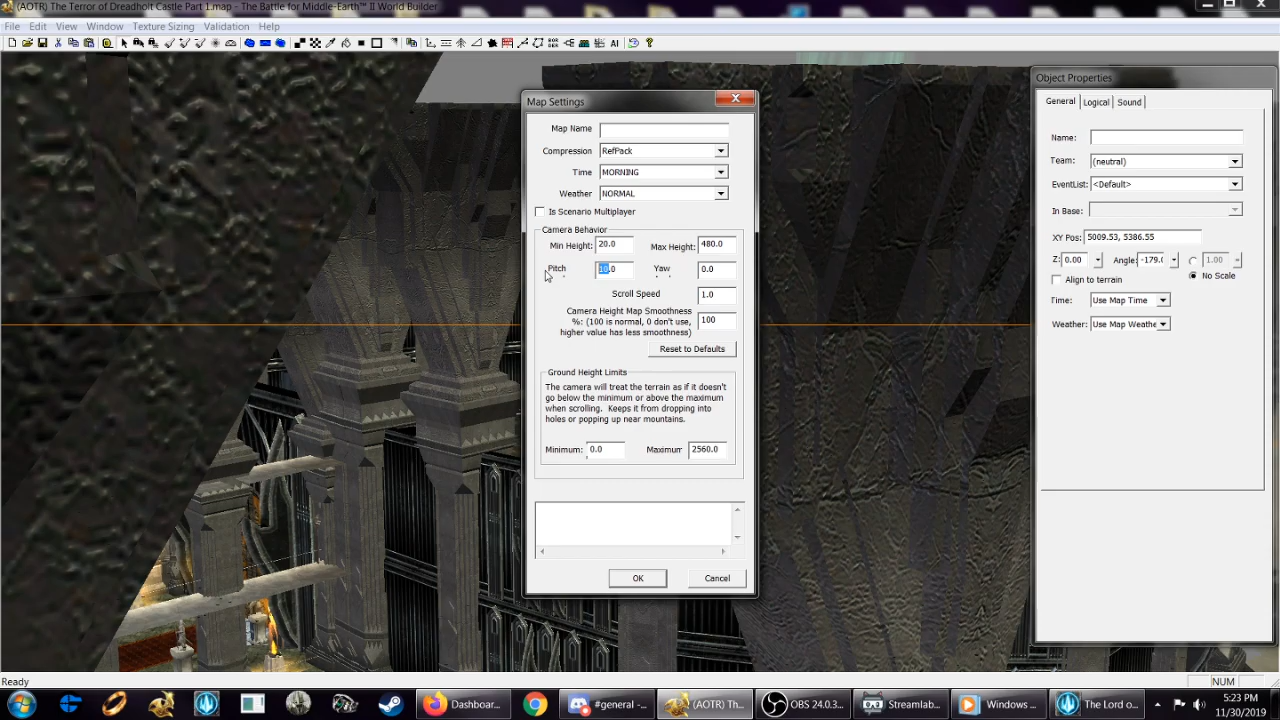 (AOTR) The Terror of Dreadholt Castle Part 1.map - The Battle for Middle-Earth™ II World Builder
File Edit View Window Texture Sizing Validation Help
AI
Map Settings
Map Name
Compression RefPack
Time MORNING
Weather NORMAL
Is Scenario Multiplayer
Camera Behavior
Min Height: 20.0 Max Height: 480.0
Pitch 10.0 Yaw 0.0
Scroll Speed 1.0
Camera Height Map Smoothness
%: (100 is normal, 0 don't use, 100
higher value has less smoothness)
Reset to Defaults
Ground Height Limits
The camera will treat the terrain as if it doesn't
go below the minimum or above the maximum
when scrolling. Keeps it from dropping into
holes or popping up near mountains.
Minimum: 0.0 Maximum 2560.0
OK Cancel
Object Properties
General Logical Sound
Name:
Team: (neutral)
EventList: <Default>
In Base:
XY Pos: 5009.53, 5386.55
Z: 0.00 Angle: -179.( 1.00
Align to terrain No Scale
Time: Use Map Time
Weather: Use Map Weathe
Ready NUM
Dashboar... #general -... (AOTR) Th... OBS 24.0.3... Streamlab... Windows ... The Lord o...
5:23 PM
11/30/2019